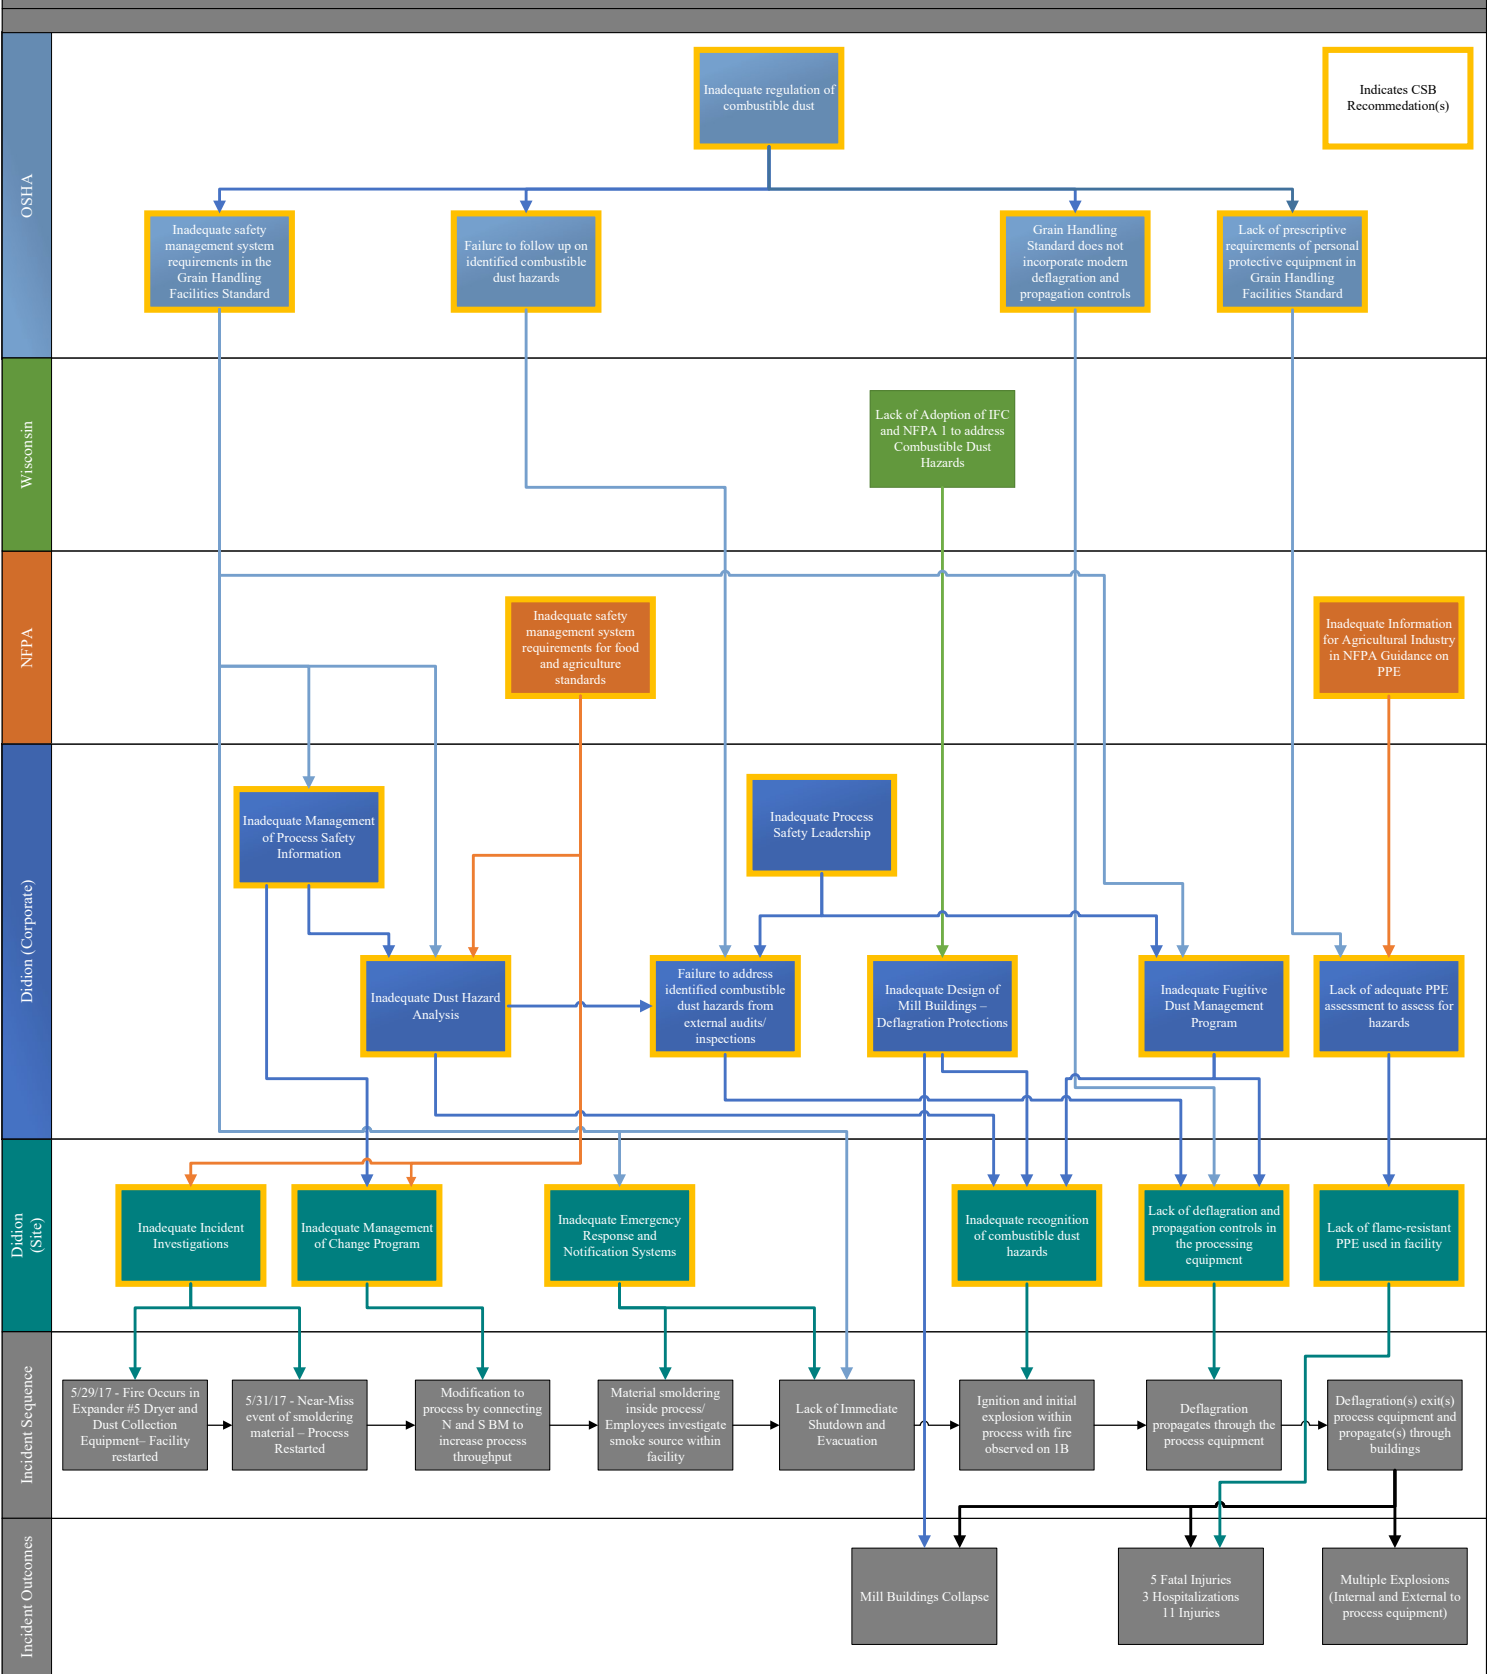 OSHA
Inadequate regulation of
combustible dust
Indicates CSB
Recommedation(s)
Inadequate safety
management system
requirements in the
Grain Handling
Facilities Standard
Failure to follow up on
identified combustible
dust hazards
Grain Handling
Standard does not
incorporate modern
deflagration and
propagation controls
Lack of prescriptive
requirements of personal
protective equipment in
Grain Handling
Facilities Standard
Wisconsin
Lack of Adoption of IFC
and NFPA 1 to address
Combustible Dust
Hazards
NFPA
Inadequate safety
management system
requirements for food
and agriculture
standards
Inadequate Information
for Agricultural Industry
in NFPA Guidance on
PPE
Didion (Corporate)
Inadequate Management
of Process Safety
Information
Inadequate Process
Safety Leadership
Inadequate Dust Hazard
Analysis
Failure to address
identified combustible
dust hazards from
external audits/
inspections
Inadequate Design of
Mill Buildings –
Deflagration Protections
Inadequate Fugitive
Dust Management
Program
Lack of adequate PPE
assessment to assess for
hazards
Didion
(Site)
Inadequate Incident
Investigations
Inadequate Management
of Change Program
Inadequate Emergency
Response and
Notification Systems
Inadequate recognition
of combustible dust
hazards
Lack of deflagration and
propagation controls in
the processing
equipment
Lack of flame-resistant
PPE used in facility
Incident Sequence
5/29/17 - Fire Occurs in
Expander #5 Dryer and
Dust Collection
Equipment– Facility
restarted
5/31/17 - Near-Miss
event of smoldering
material – Process
Restarted
Modification to
process by connecting
N and S BM to
increase process
throughput
Material smoldering
inside process/
Employees investigate
smoke source within
facility
Lack of Immediate
Shutdown and
Evacuation
Ignition and initial
explosion within
process with fire
observed on 1B
Deflagration
propagates through the
process equipment
Deflagration(s) exit(s)
process equipment and
propagate(s) through
buildings
Incident Outcomes
Mill Buildings Collapse
5 Fatal Injuries
3 Hospitalizations
11 Injuries
Multiple Explosions
(Internal and External to
process equipment)